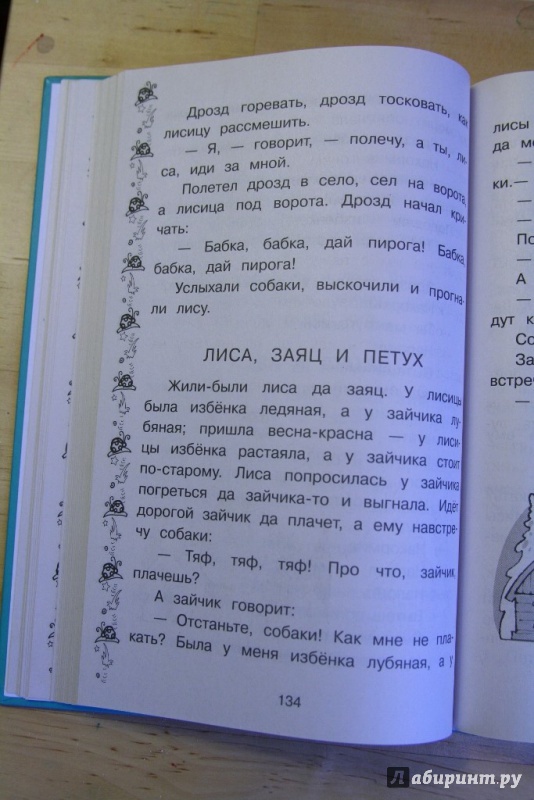 Дрозд горевать, дрозд тосковать, как
лисицу рассмешить.
— Я, — говорит, — полечу, а ты, ли-
са, иди за мной.
Полетел дрозд в село, сел на ворота,
а лисица под ворота. Дрозд начал кри-
чать:
— Бабка, бабка, дай пирога! Бабка,
бабка, дай пирога!
Услыхали собаки, выскочили и прогна-
ли лису.
ЛИСА, ЗАЯЦ И ПЕТУХ
Жили-были лиса да заяц. У лисицы
была избёнка ледяная, а у зайчика лу-
бяная; пришла весна-красна — у лиси-
цы избёнка растаяла, а у зайчика стоит
по-старому. Лиса попросилась у зайчика
погреться да зайчика-то и выгнала. Идёт
дорогой зайчик да плачет, а ему навстре-
чу собаки:
— Тяф, тяф, тяф! Про что, зайчик,
плачешь?
А зайчик говорит:
— Отстаньте, собаки! Как мне не пла-
кать? Была у меня избёнка лубяная, а у
134
лисы
да
ки.—
—
—
—
По
—
А
—
дут к
Со
За
встреч
—
Лабиринт.ру